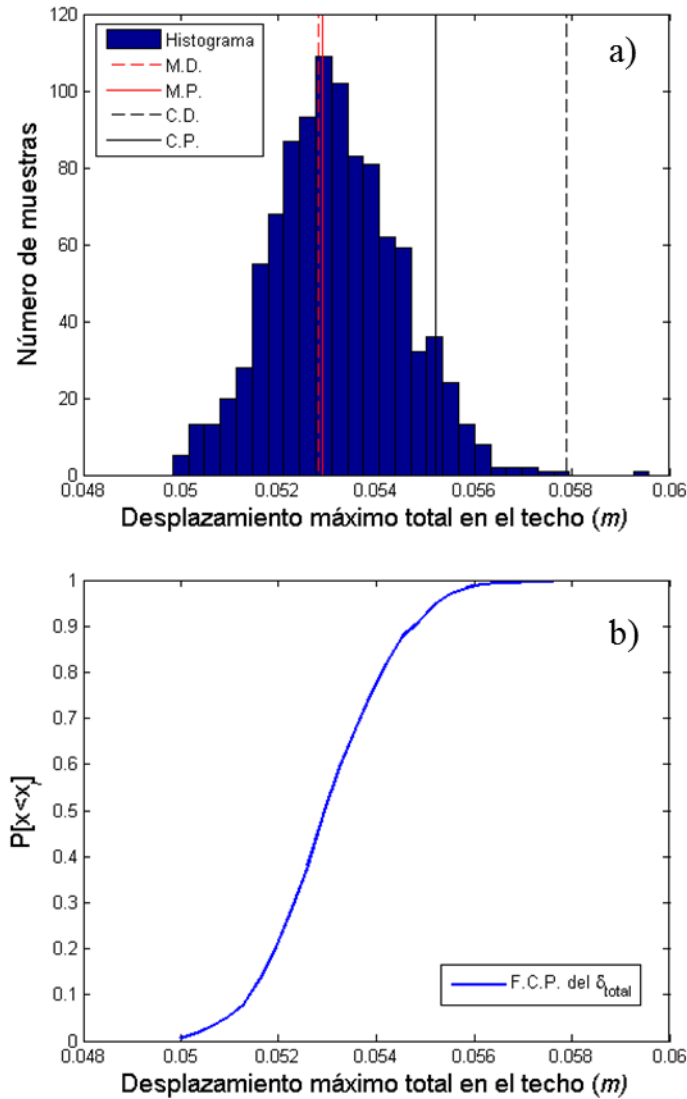 a)
120
100
80
60
40
20
0
Número de muestras
Histograma
M.D.
M.P.
C.D.
C.P.
0.048 0.05 0.052 0.054 0.056 0.058 0.06
Desplazamiento máximo total en el techo (m)
b)
1
0.9
0.8
0.7
0.6
0.5
0.4
0.3
0.2
0.1
0
P[x<x,
F.C.P. del δtotal
0.048 0.05 0.052 0.054 0.056 0.058 0.06
Desplazamiento máximo total en el techo (m)